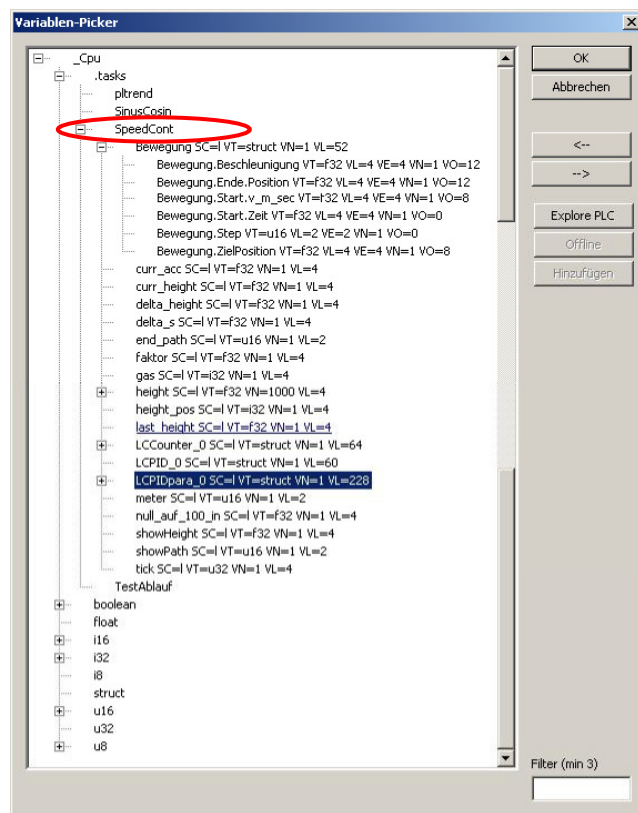 Variablen-Picker
_Cpu
.tasks
pltrend
SinusCosin
SpeedCont
Bewegung SC=l VT=struct VN=1 VL=52
Bewegung.Beschleunigung VT=f32 VL=4 VE=4 VN=1 VO=12
Bewegung.Ende.Position VT=f32 VL=4 VE=4 VN=1 VO=12
Bewegung.Start.v_m_sec VT=f32 VL=4 VE=4 VN=1 VO=8
Bewegung.Start.Zeit VT=f32 VL=4 VE=4 VN=1 VO=0
Bewegung.Step VT=u16 VL=2 VE=2 VN=1 VO=0
Bewegung.ZielPosition VT=f32 VL=4 VE=4 VN=1 VO=8
curr_acc SC=l VT=f32 VN=1 VL=4
curr_height SC=l VT=f32 VN=1 VL=4
delta_height SC=l VT=f32 VN=1 VL=4
delta_s SC=l VT=f32 VN=1 VL=4
end_path SC=l VT=u16 VN=1 VL=2
faktor SC=l VT=f32 VN=1 VL=4
gas SC=l VT=i32 VN=1 VL=4
height SC=l VT=f32 VN=1000 VL=4
height_pos SC=l VT=i32 VN=1 VL=4
last_height SC=l VT=f32 VN=1 VL=4
LCCounter_0 SC=l VT=struct VN=1 VL=64
LCPID_0 SC=l VT=struct VN=1 VL=60
LCPIDpara_0 SC=l VT=struct VN=1 VL=228
meter SC=l VT=u16 VN=1 VL=2
null_auf_100_in SC=l VT=f32 VN=1 VL=4
showHeight SC=l VT=f32 VN=1 VL=4
showPath SC=l VT=u16 VN=1 VL=2
tick SC=l VT=u32 VN=1 VL=4
TestAblauf
boolean
float
i16
i32
i8
struct
u16
u32
u8
OK
Abbrechen
<--
-->
Explore PLC
Offline
Hinzufügen
Filter (min 3)